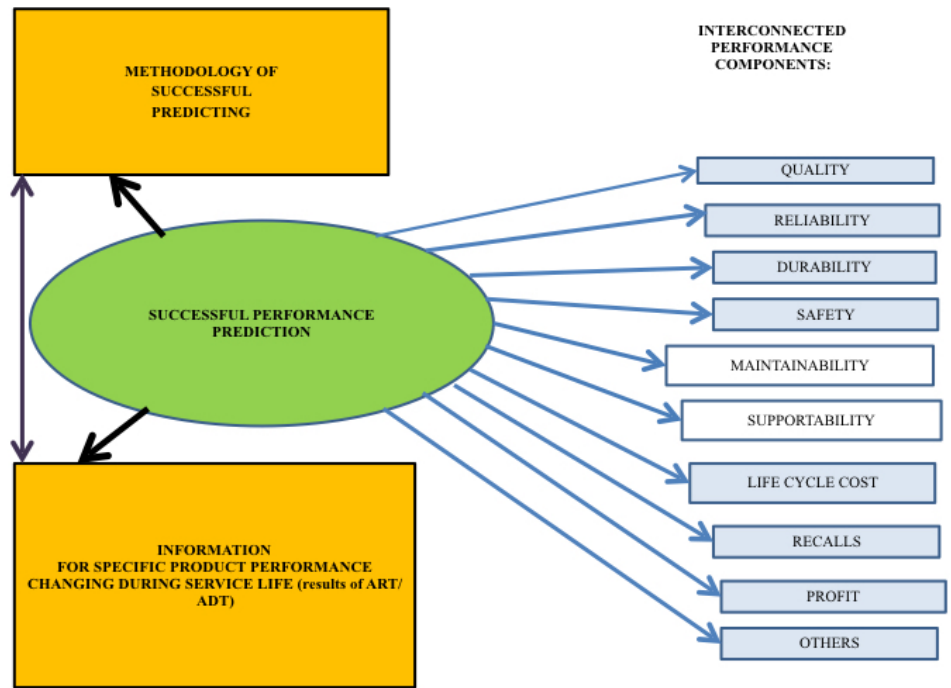 METHODOLOGY OF
SUCCESSFUL
PREDICTING
INTERCONNECTED
PERFORMANCE
COMPONENTS:
SUCCESSFUL PERFORMANCE
PREDICTION
INFORMATION
FOR SPECIFIC PRODUCT PERFORMANCE
CHANGING DURING SERVICE LIFE (results of ART/
ADT)
QUALITY
RELIABILITY
DURABILITY
SAFETY
MAINTAINABILITY
SUPPORTABILITY
LIFE CYCLE COST
RECALLS
PROFIT
OTHERS